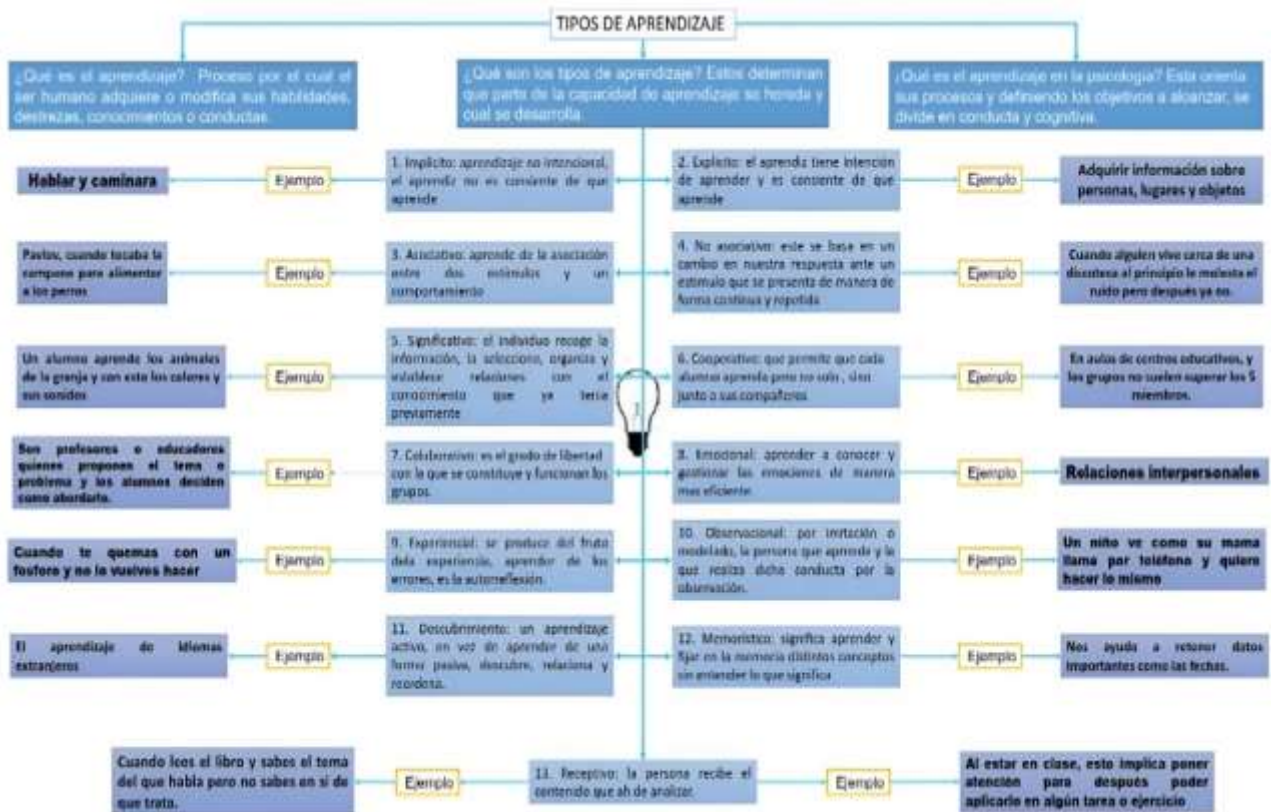 TIPOS DE APRENDIZAJE
¿Qué es el aprendizaje? Proceso por el cual el
ser humano adquiere o modifica sus habilidades,
destrezas, conocimientos o conductas.
¿Qué son los tipos de aprendizaje? Estos determinan
que parte de la capacidad de aprendizaje se hereda y
cual se desarrolla.
¿Qué es el aprendizaje en la psicología? Esta orienta
sus procesos y definiendo los objetivos a alcanzar, se
divide en conducta y cognitiva.
Hablar y caminara
Ejemplo
1. Implícito: aprendizaje no intencional,
el aprendiz no es consiente de que
aprende
2. Explícito: el aprendiz tiene intención
de aprender y es consiente de que
aprende
Ejemplo
Adquirir información sobre
personas, lugares y objetos
Pavlov, cuando tocaba la
campana para alimentar
a los perros
Ejemplo
3. Asociativo: aprende de la asociación
entre dos estímulos y un
comportamiento
4. No asociativo: este se basa en un
cambio en nuestra respuesta ante un
estímulo que se presenta de manera de
forma continua y repetida
Ejemplo
Cuando alguien vive cerca de una
discoteca al principio le molesta el
ruido pero después ya no.
Un alumno aprende los animales
de la granja y con esto los colores y
sus sonidos
Ejemplo
5. Significativo: el individuo recoge la
información, la selecciona, organiza y
establece relaciones con el
conocimiento que ya tenía
previamente
6. Cooperativo: que permite que cada
alumno aprenda pero no solo , sino
junto a sus compañeros
Ejemplo
En aulas de centros educativos, y
los grupos no suelen superar los 5
miembros.
Son profesores o educadores
quienes proponen el tema o
problema y los alumnos deciden
como abordarlo.
Ejemplo
7. Colaborativo: es el grado de libertad
con la que se constituye y funcionan los
grupos.
8. Emocional: aprender a conocer y
gestionar las emociones de manera
mas eficiente.
Ejemplo
Relaciones interpersonales
Cuando te quemas con un
fosforo y no lo vuelves hacer
Ejemplo
9. Experiencial: se produce del fruto
dela experiencia, aprender de los
errores, es la autorreflexión.
10. Observacional: por imitación o
modelado, la persona que aprende y la
que realiza dicha conducta por la
observación.
Ejemplo
Un niño ve como su mama
llama por teléfono y quiere
hacer lo mismo
El aprendizaje de idiomas
extranjeros
Ejemplo
11. Descubrimiento: un aprendizaje
activo, en vez de aprender de una
forma pasiva, descubre, relaciona y
reordena.
12. Memorístico: significa aprender y
fijar en la memoria distintos conceptos
sin entender lo que significa
Ejemplo
Nos ayuda a retener datos
importantes como las fechas.
Cuando lees el libro y sabes el tema
del que habla pero no sabes en sí de
que trata.
Ejemplo
13. Receptivo: la persona recibe el
contenido que ah de analizar.
Ejemplo
Al estar en clase, esto implica poner
atención para después poder
aplicarlo en algún tarea o ejercicio